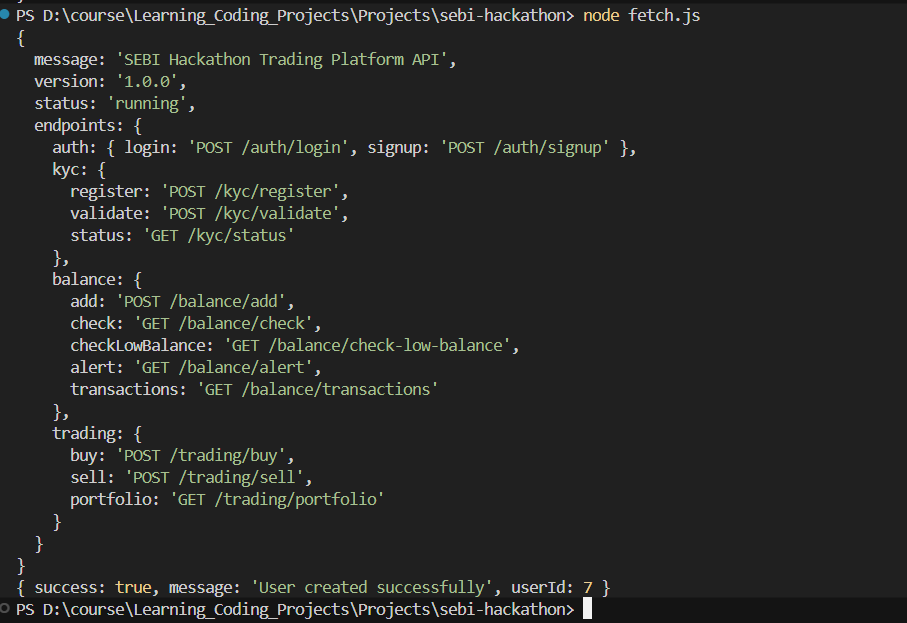 PS D:\course\Learning_Coding_Projects\Projects\sebi-hackathon> node fetch.js
{
  message: 'SEBI Hackathon Trading Platform API',
  version: '1.0.0',
  status: 'running',
  endpoints: {
    auth: { login: 'POST /auth/login', signup: 'POST /auth/signup' },
    kyc: {
      register: 'POST /kyc/register',
      validate: 'POST /kyc/validate',
      status: 'GET /kyc/status'
    },
    balance: {
      add: 'POST /balance/add',
      check: 'GET /balance/check',
      checkLowBalance: 'GET /balance/check-low-balance',
      alert: 'GET /balance/alert',
      transactions: 'GET /balance/transactions'
    },
    trading: {
      buy: 'POST /trading/buy',
      sell: 'POST /trading/sell',
      portfolio: 'GET /trading/portfolio'
    }
  }
}
{ success: true, message: 'User created successfully', userId: 7 }
PS D:\course\Learning_Coding_Projects\Projects\sebi-hackathon>